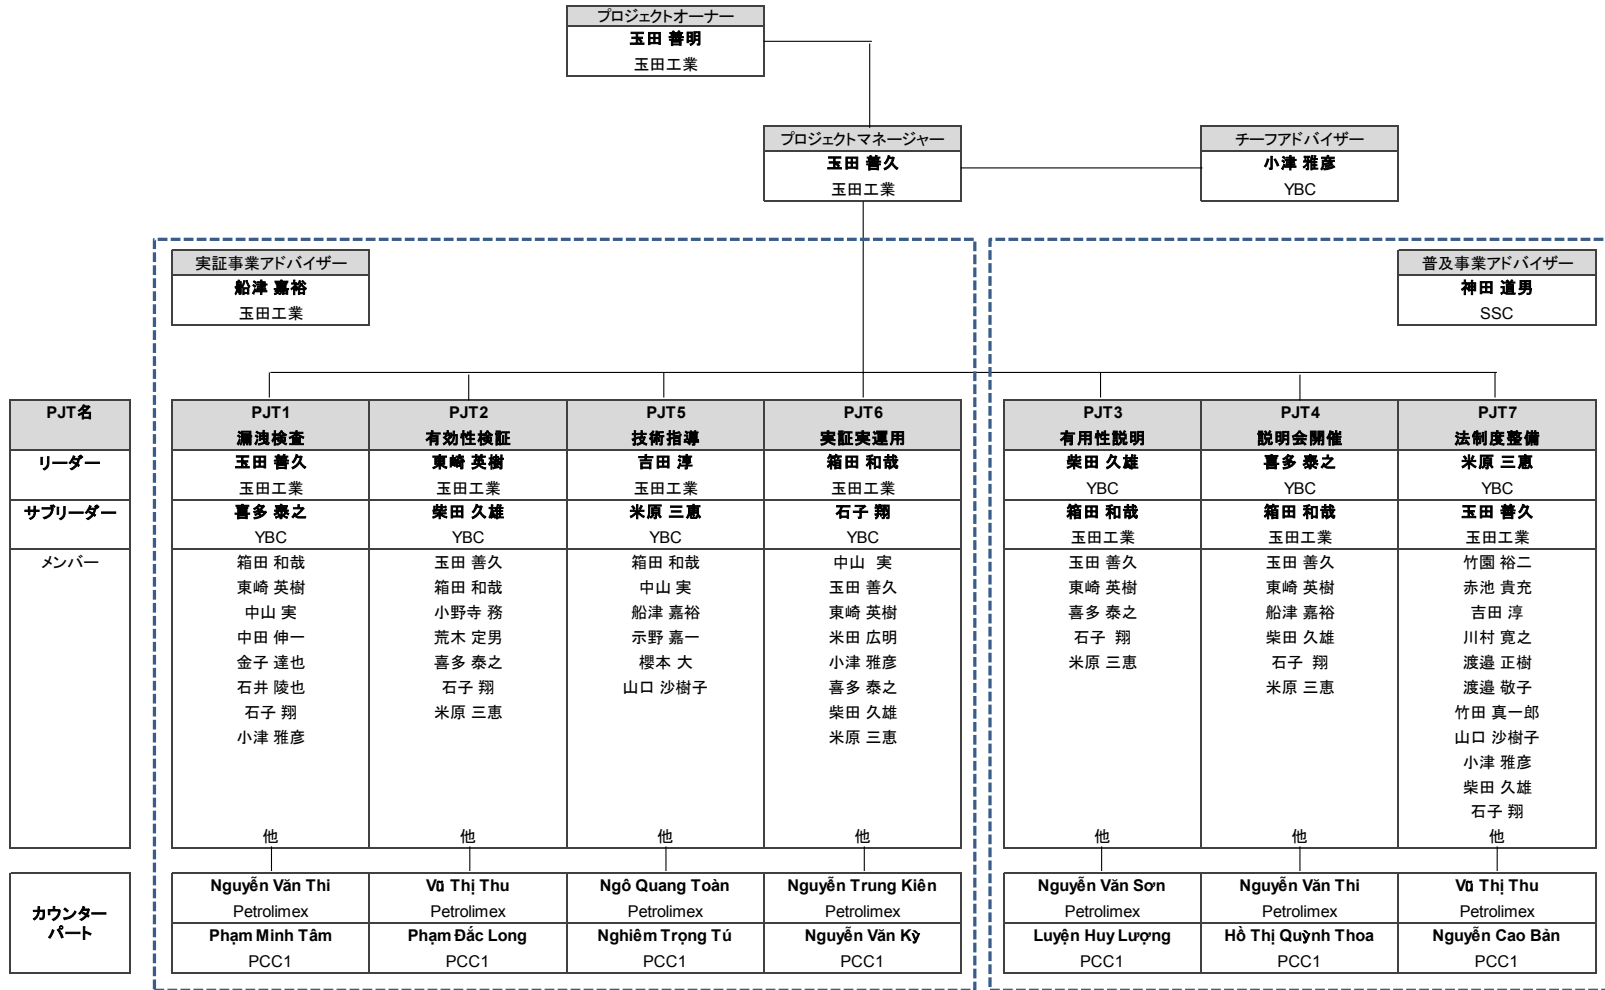 プロジェクトオーナー
玉田 善明
玉田工業
プロジェクトマネージャー
玉田 善久
玉田工業
チーフアドバイザー
小津 雅彦
YBC
実証事業アドバイザー
船津 嘉裕
玉田工業
普及事業アドバイザー
神田 道男
SSC
PJT名
リーダー
サブリーダー
メンバー
カウンター
パート
PJT1
漏洩検査
玉田 善久
玉田工業
喜多 泰之
YBC
箱田 和哉
東崎 英樹
中山 実
中田 伸一
金子 達也
石井 陵也
石子 翔
小津 雅彦
他
Nguyễn Văn Thi
Petrolimex
Phạm Minh Tâm
PCC1
PJT2
有効性検証
東崎 英樹
玉田工業
柴田 久雄
YBC
玉田 善久
箱田 和哉
小野寺 務
荒木 定男
喜多 泰之
石子 翔
米原 三恵
他
Vũ Thị Thu
Petrolimex
Phạm Đắc Long
PCC1
PJT5
技術指導
吉田 淳
玉田工業
米原 三恵
YBC
箱田 和哉
中山 実
船津 嘉裕
示野 嘉一
櫻本 大
山口 沙樹子
他
Ngô Quang Toàn
Petrolimex
Nghiêm Trọng Tú
PCC1
PJT6
実証実運用
箱田 和哉
玉田工業
石子 翔
YBC
中山 実
玉田 善久
東崎 英樹
米田 広明
小津 雅彦
喜多 泰之
柴田 久雄
米原 三恵
他
Nguyễn Trung Kiên
Petrolimex
Nguyễn Văn Kỳ
PCC1
PJT3
有用性説明
柴田 久雄
YBC
箱田 和哉
玉田工業
玉田 善久
東崎 英樹
喜多 泰之
石子 翔
米原 三恵
他
Nguyễn Văn Sơn
Petrolimex
Luyện Huy Lượng
PCC1
PJT4
説明会開催
喜多 泰之
YBC
箱田 和哉
玉田工業
玉田 善久
東崎 英樹
船津 嘉裕
柴田 久雄
石子 翔
米原 三恵
他
Nguyễn Văn Thi
Petrolimex
Hồ Thị Quỳnh Thoa
PCC1
PJT7
法制度整備
米原 三恵
YBC
玉田 善久
玉田工業
竹園 裕二
赤池 貴充
吉田 淳
川村 寛之
渡邉 正樹
渡邉 敬子
竹田 真一郎
山口 沙樹子
小津 雅彦
柴田 久雄
石子 翔
他
Vũ Thị Thu
Petrolimex
Nguyễn Cao Bản
PCC1